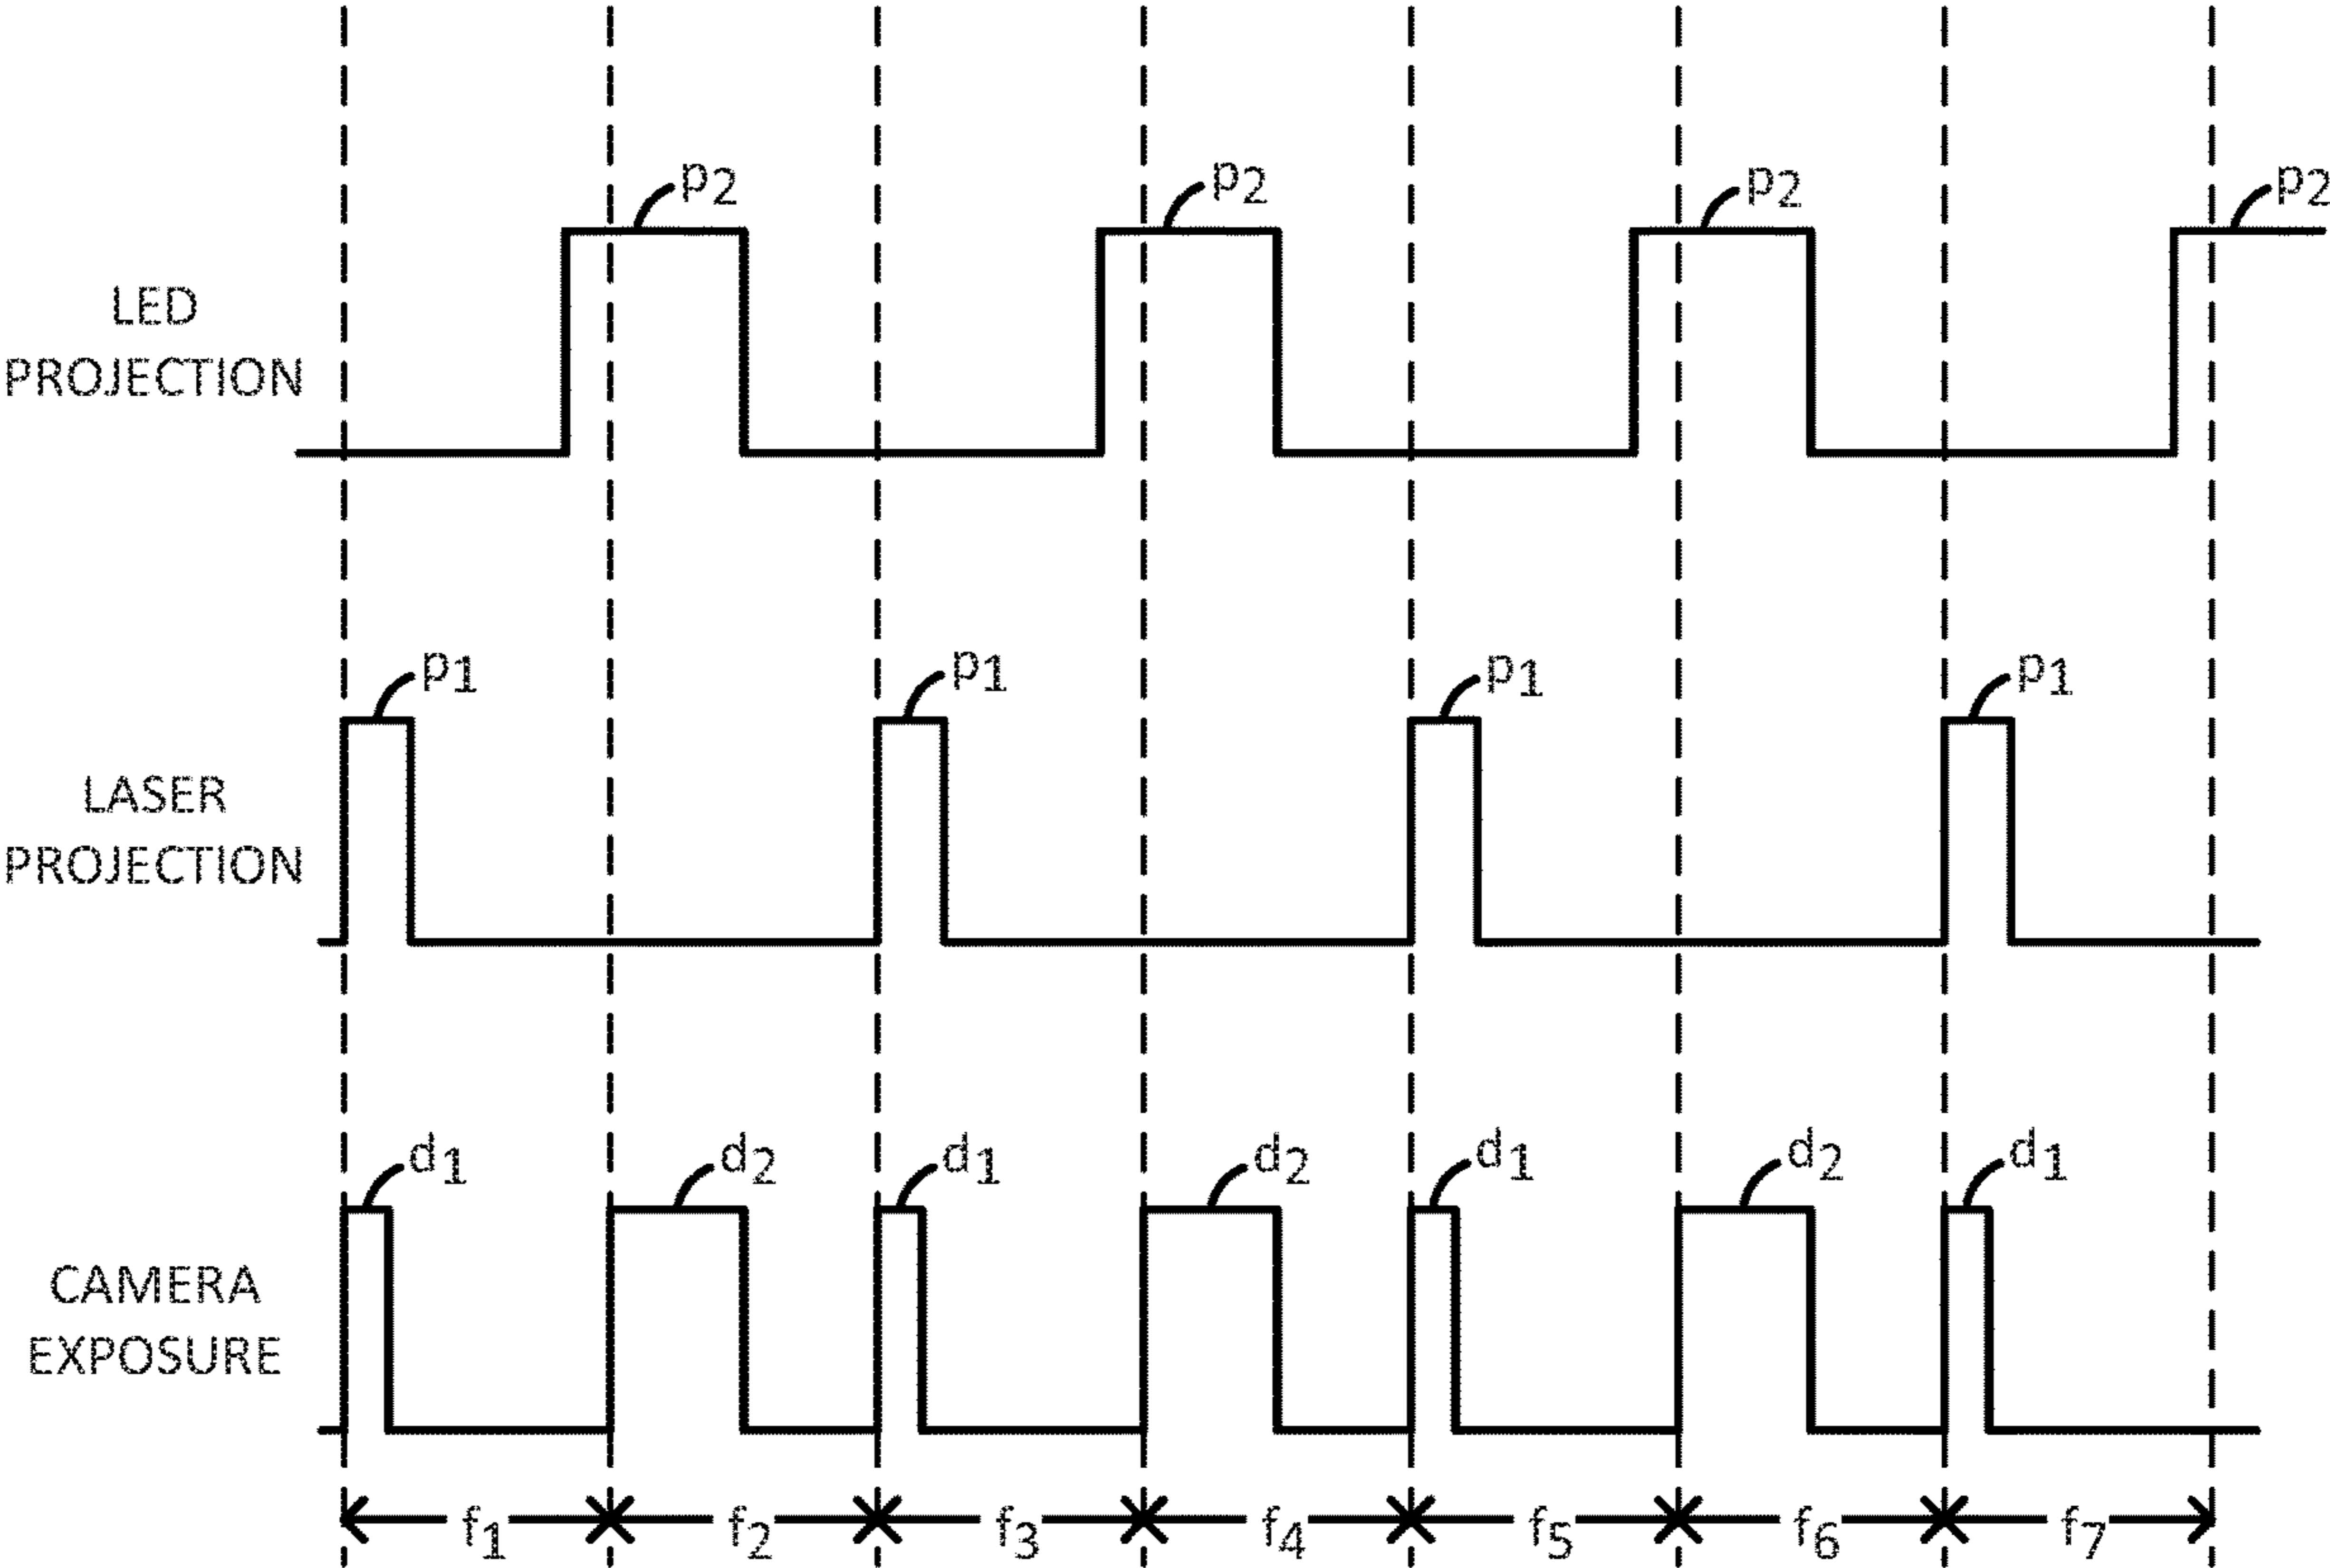 p2 p2 p2 p2
LED
PROJECTION
p1 p1 p1 p1
LASER
PROJECTION
d1 d2 d1 d2 d1 d2 d1
CAMERA
EXPOSURE
f1 f2 f3 f4 f5 f6 f7